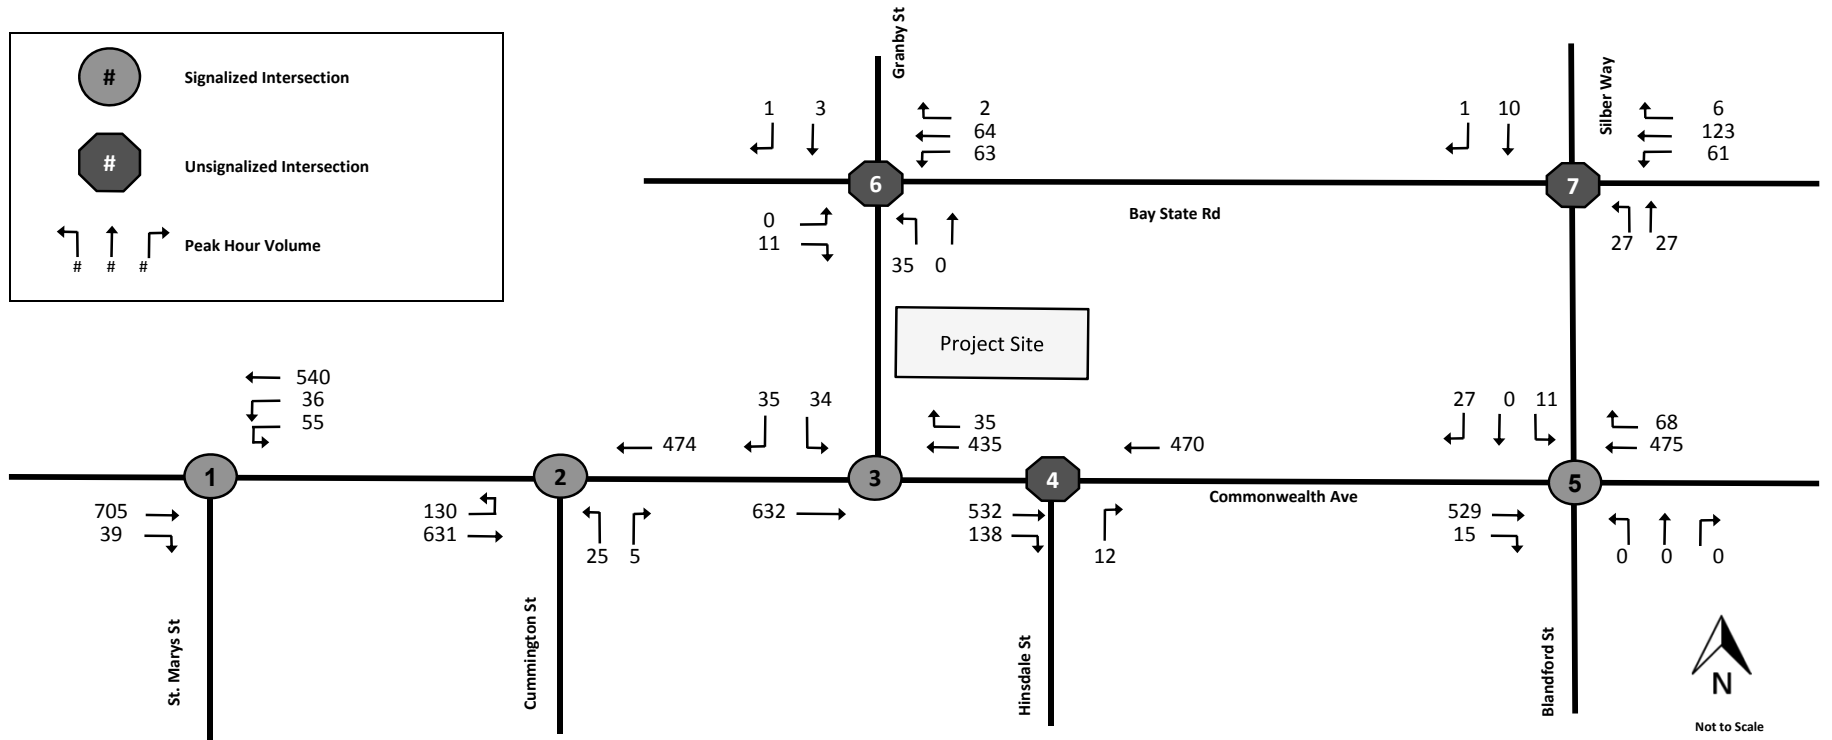 # Signalized Intersection
# Unsignalized Intersection
# # # Peak Hour Volume
Granby St
Silber Way
1 3
2
64
63
1 10
6
123
61
6
7
Bay State Rd
0
11
35 0
27 27
Project Site
540
36
55
35 34
35
435
474
470
27 0 11
68
475
1
2
3
4
5
Commonwealth Ave
705
39
130
631
25 5
632
532
138
12
529
15
0 0 0
St. Marys St
Cummington St
Hinsdale St
Blandford St
N
Not to Scale